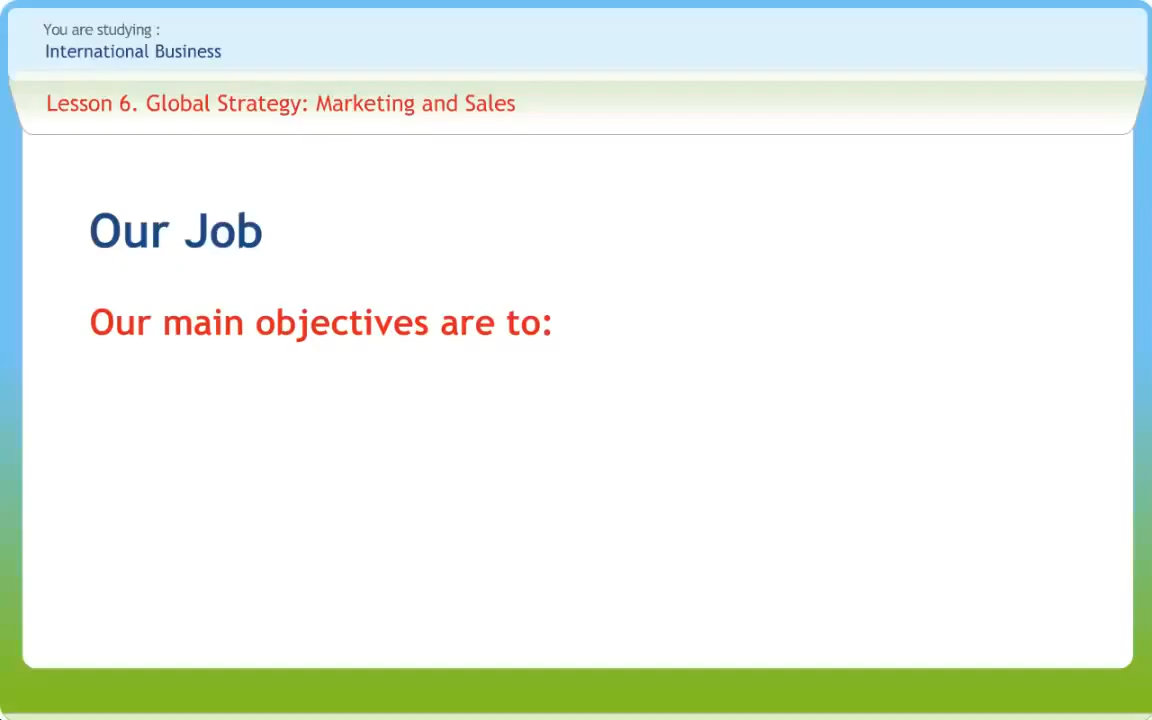 You are studying :
International Business
Lesson 6. Global Strategy: Marketing and Sales
Our Job
Our main objectives are to: